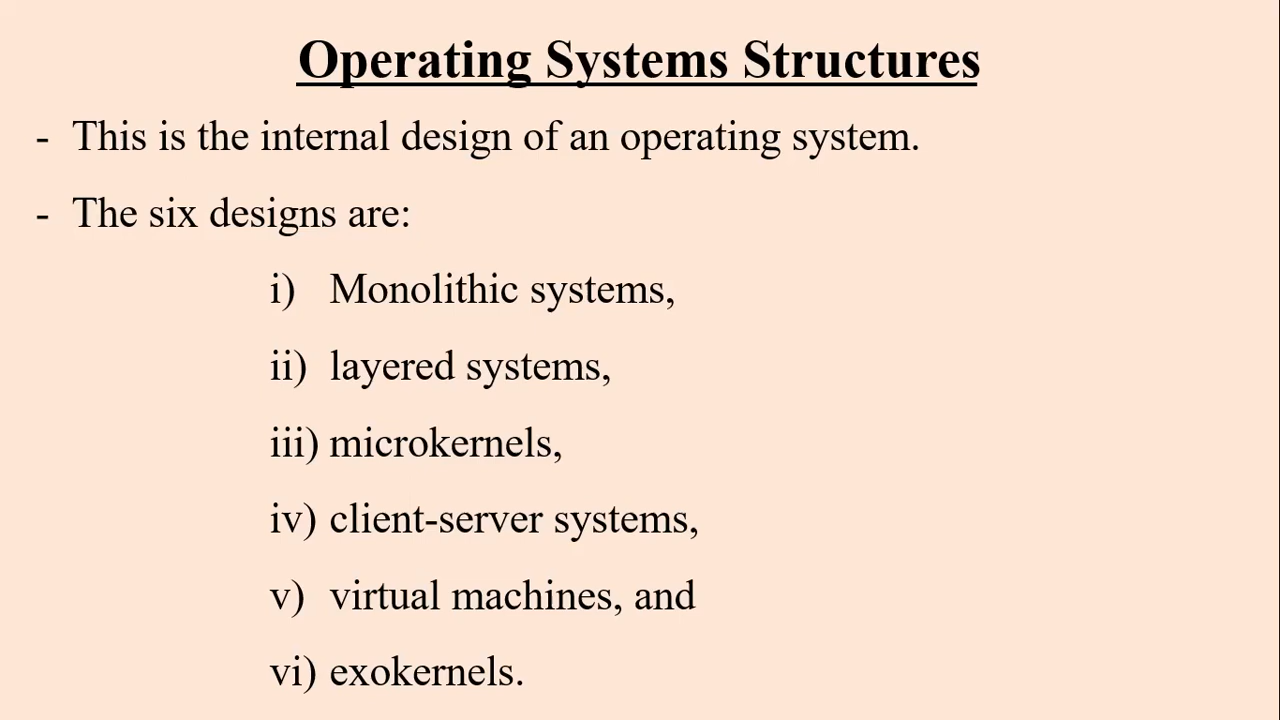 Operating Systems Structures
- This is the internal design of an operating system.
- The six designs are:
i) Monolithic systems,
ii) layered systems,
iii) microkernels,
iv) client-server systems,
v) virtual machines, and
vi) exokernels.